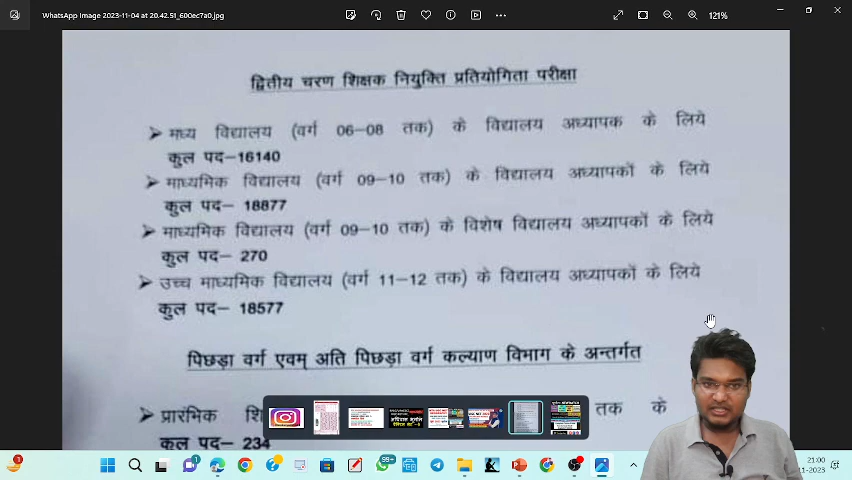 WhatsApp Image 2023-11-04 at 20.42.51_600ec7a0.jpg
121%
द्वितीय चरण शिक्षक नियुक्ति प्रतियोगिता परीक्षा
➤ मध्य विद्यालय (वर्ग 06-08 तक) के विद्यालय अध्यापक के लिये
कुल पद-16140
➤ माध्यमिक विद्यालय (वर्ग 09-10 तक) के विद्यालय अध्यापकों के लिये
कुल पद- 18877
➤ माध्यमिक विद्यालय (वर्ग 09-10 तक) के विशेष विद्यालय अध्यापकों के लिये
कुल पद- 270
➤ उच्च माध्यमिक विद्यालय (वर्ग 11-12 तक) के विद्यालय अध्यापकों के लिये
कुल पद- 18577
पिछड़ा वर्ग एवम् अति पिछड़ा वर्ग कल्याण विभाग के अन्तर्गत
➤ प्रारंभिक तक के
कुल पद- 234
99+
21:00
-11-2023